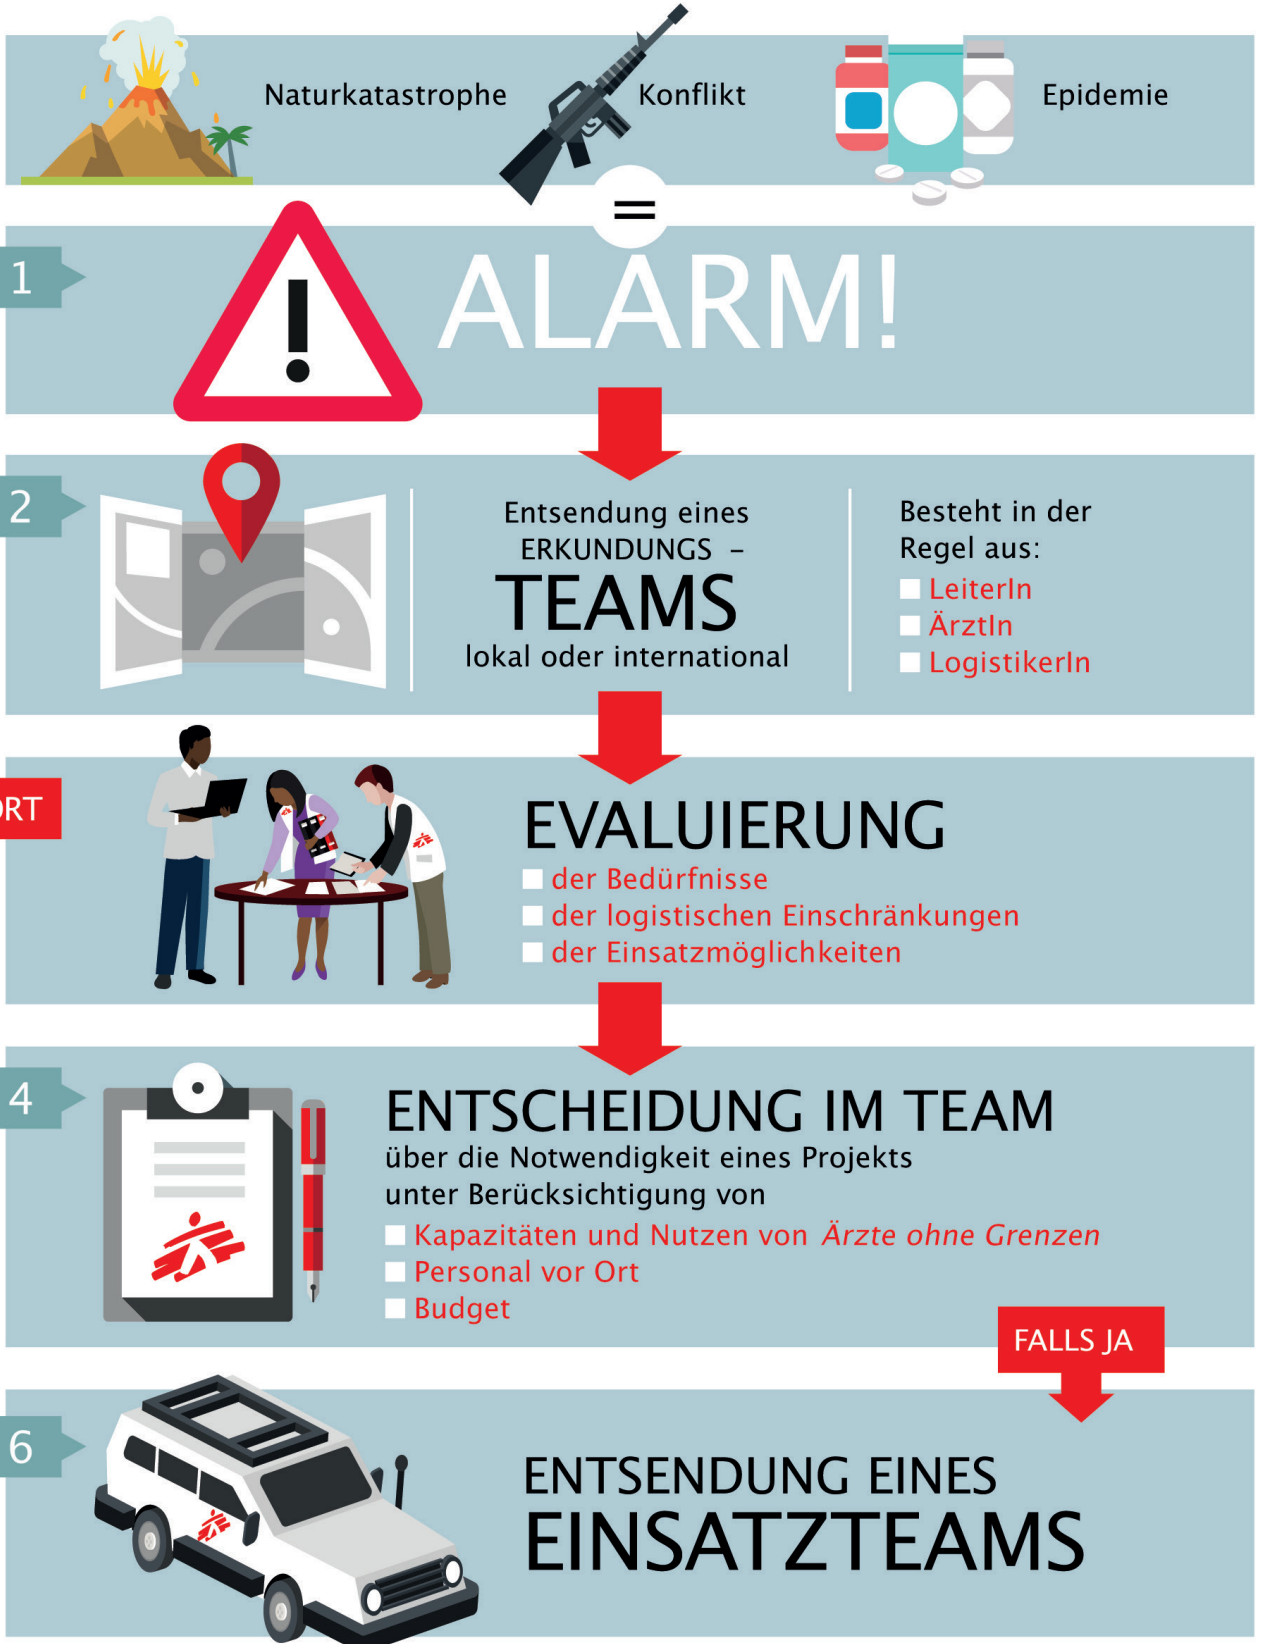 Naturkatastrophe
Konflikt
Epidemie
=
1
ALARM!
2
Entsendung eines
ERKUNDUNGS –
TEAMS
lokal oder international
Besteht in der
Regel aus:
LeiterIn
ÄrztIn
LogistikerIn
ORT
EVALUIERUNG
der Bedürfnisse
der logistischen Einschränkungen
der Einsatzmöglichkeiten
4
ENTSCHEIDUNG IM TEAM
über die Notwendigkeit eines Projekts
unter Berücksichtigung von
Kapazitäten und Nutzen von Ärzte ohne Grenzen
Personal vor Ort
Budget
FALLS JA
6
ENTSENDUNG EINES
EINSATZTEAMS